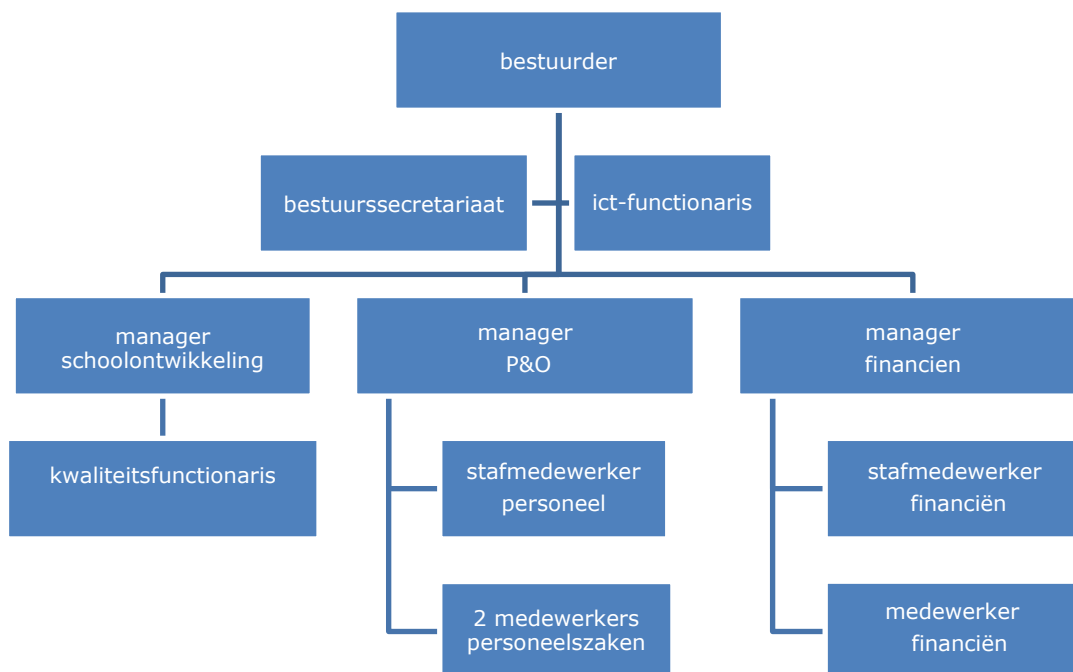 bestuurder
bestuurssecretariaat
ict-functionaris
manager
schoolontwikkeling
manager
P&O
manager
financien
kwaliteitsfunctionaris
stafmedewerker
personeel
stafmedewerker
financiën
2 medewerkers
personeelszaken
medewerker
financiën